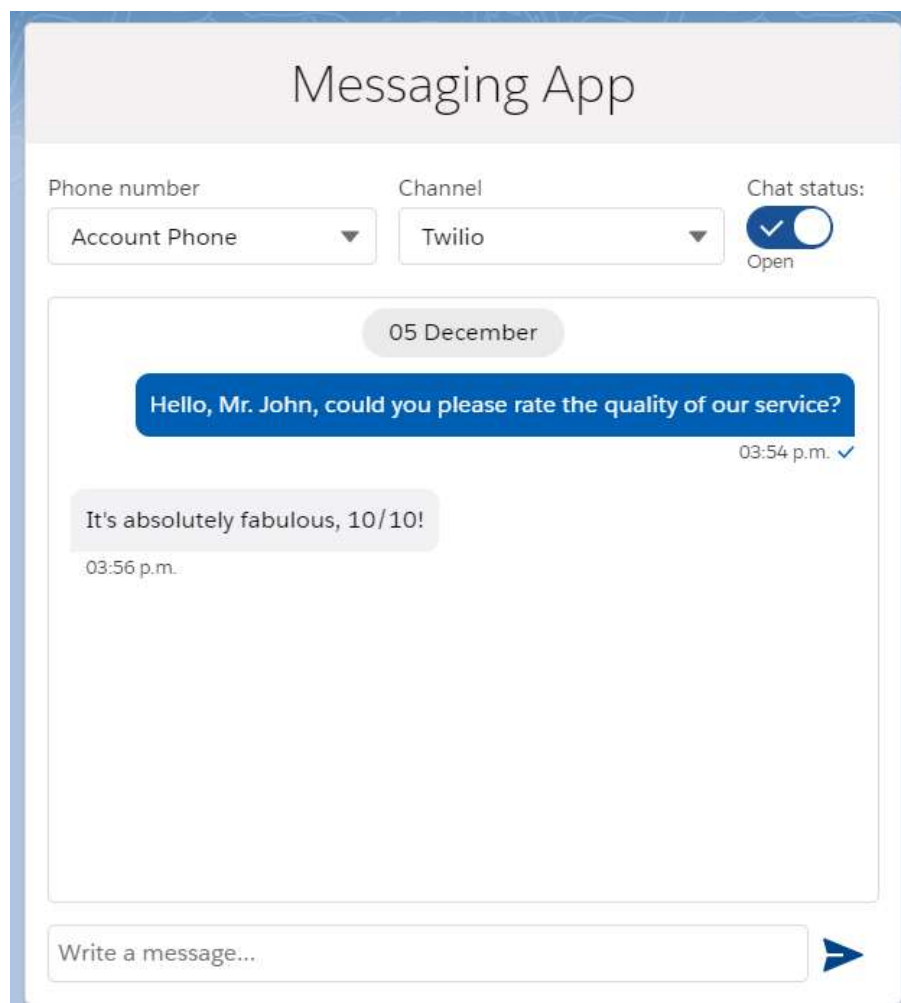 Messaging App
Phone number
Channel
Chat status:
Account Phone
Twilio
Open
05 December
Hello, Mr. John, could you please rate the quality of our service?
03:54 p.m.
It's absolutely fabulous, 10/10!
03:56 p.m.
Write a message...